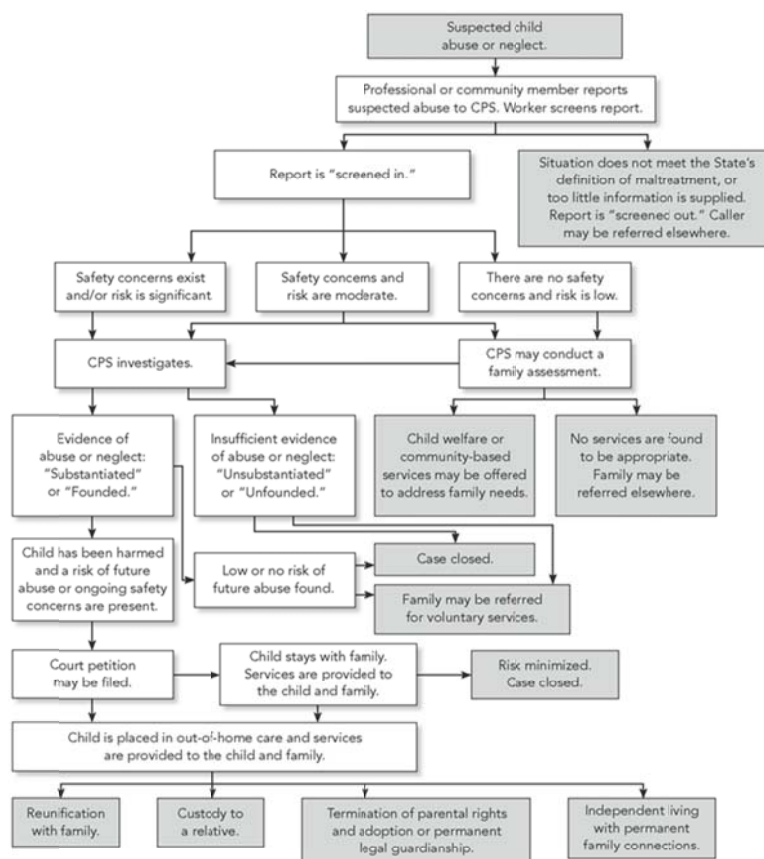 Suspected child
abuse or neglect.
Professional or community member reports
suspected abuse to CPS. Worker screens report.
Report is “screened in.”
Situation does not meet the State’s
definition of maltreatment, or
too little information is supplied.
Report is “screened out.” Caller
may be referred elsewhere.
Safety concerns exist
and/or risk is significant
Safety concerns and
risk are moderate.
There are no safety
concerns and risk is low.
CPS investigates.
CPS may conduct a
family assessment.
Evidence of
abuse or neglect:
“Substantiated”
or “Founded.”
Insufficient evidence
of abuse or neglect:
“Unsubstantiated”
or “Unfounded.”
Child welfare or
community-based
services may be offered
to address family needs.
No services are found
to be appropriate.
Family may be
referred elsewhere.
Child has been harmed
and a risk of future
abuse or ongoing safety
concerns are present.
Low or no risk of
future abuse found.
Case closed.
Family may be referred
for voluntary services.
Court petition
may be filed.
Child stays with family.
Services are provided to
the child and family.
Risk minimized.
Case closed.
Child is placed in out-of-home care and services
are provided to the child and family.
Reunification
with family.
Custody to
a relative.
Termination of parental rights
and adoption or permanent
legal guardianship.
Independent living
with permanent
family connections.